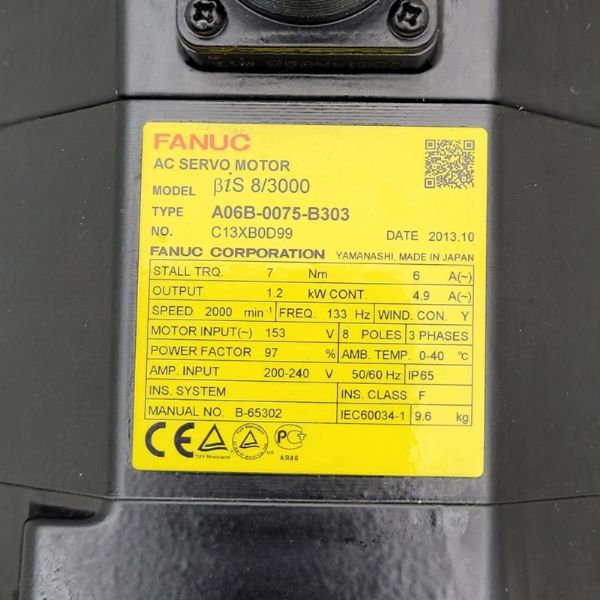 FANUC
AC SERVO MOTOR
MODEL βiS 8/3000
TYPE A06B-0075-B303
NO. C13XB0D99 DATE 2013.10
FANUC CORPORATION YAMANASHI, MADE IN JAPAN
STALL TRQ. 7 Nm 6 A(~)
OUTPUT 1.2 kW CONT. 4.9 A(~)
SPEED 2000 min⁻¹ FREQ. 133 Hz WIND. CON. Y
MOTOR INPUT(~) 153 V 8 POLES 3 PHASES
POWER FACTOR 97 % AMB. TEMP. 0-40 ℃
AMP. INPUT 200-240 V 50/60 Hz IP65
INS. SYSTEM INS. CLASS F
MANUAL NO. B-65302 IEC60034-1 9.6 kg
CE
TUV Rheinland
АЯ46